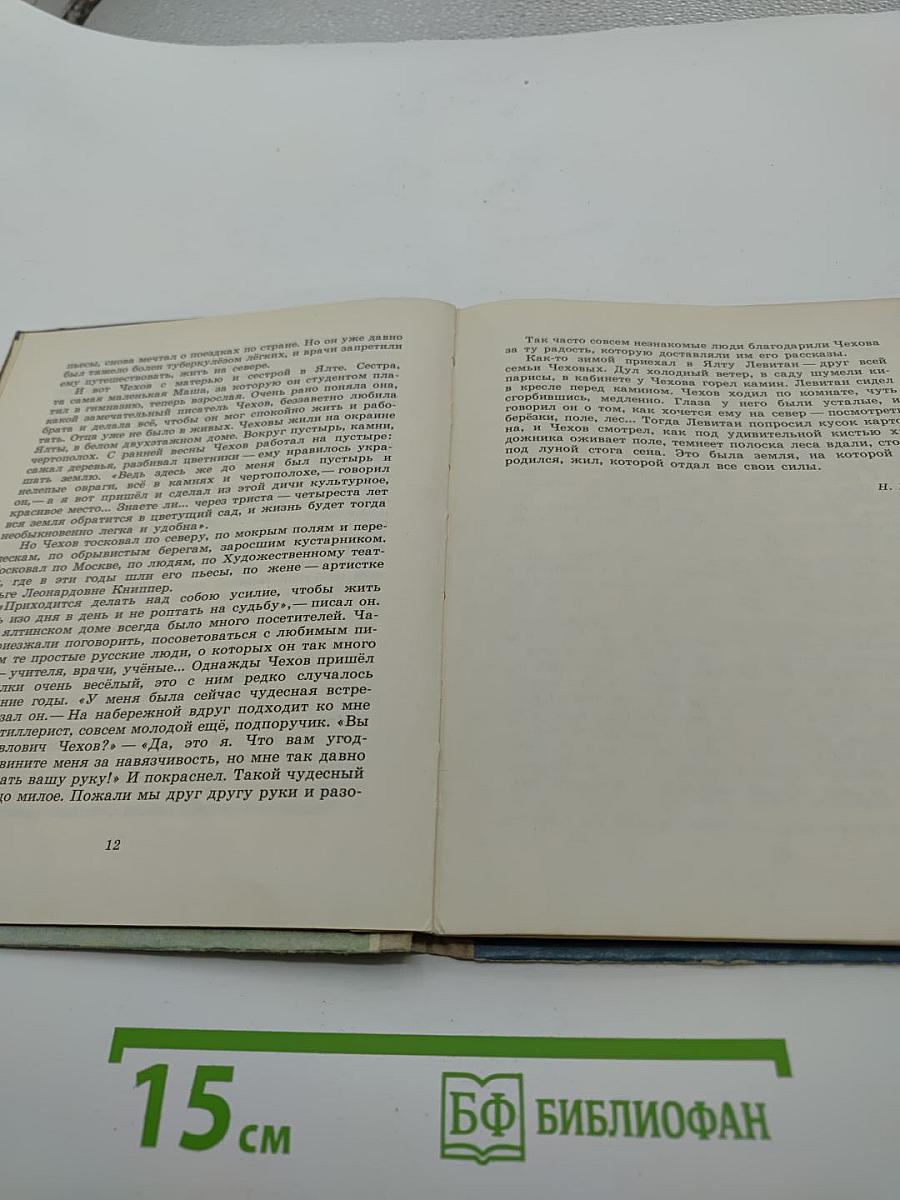 пьесы, снова мечтал о поездках по стране. Но он уже давно
был тяжело болен туберкулёзом лёгких, и врачи запретили
ему путешествовать, жить на севере.
И вот Чехов с матерью и сестрой в Ялте. Сестра,
та самая маленькая Маша, за которую он студентом пла-
тил в гимназию, теперь взрослая. Очень рано поняла она,
какой замечательный писатель Чехов, беззаветно любила
брата и делала всё, чтобы он мог спокойно жить и рабо-
тать. Отца уже не было в живых. Чеховы жили на окраине
Ялты, в белом двухэтажном доме. Вокруг пустырь, камни,
чертополох. С ранней весны Чехов работал на пустыре:
сажал деревья, разбивал цветники — ему нравилось укра-
шать землю. «Ведь здесь же до меня был пустырь и
нелепые овраги, всё в камнях и чертополохе,— говорил
он,— а я вот пришёл и сделал из этой дичи культурное,
красивое место... Знаете ли... через триста — четыреста лет
вся земля обратится в цветущий сад, и жизнь будет тогда
необыкновенно легка и удобна».
Но Чехов тосковал по северу, по мокрым полям и пере-
лескам, по обрывистым берегам, заросшим кустарником.
осковал по Москве, по людям, по Художественному теат-
, где в эти годы шли его пьесы, по жене — артистке
ьге Леонардовне Книппер.
«Приходится делать над собою усилие, чтобы жить
ь изо дня в день и не роптать на судьбу»,— писал он.
ялтинском доме всегда было много посетителей. Ча-
риезжали поговорить, посоветоваться с любимым пи-
м те простые русские люди, о которых он так много
— учителя, врачи, учёные... Однажды Чехов пришёл
лки очень весёлый, это с ним редко случалось
ние годы. «У меня была сейчас чудесная встре-
зал он.— На набережной вдруг подходит ко мне
тиллерист, совсем молодой ещё, подпоручик. «Вы
влович Чехов?» — «Да, это я. Что вам угод-
вините меня за навязчивость, но мне так давно
ать вашу руку!» И покраснел. Такой чудесный
до милое. Пожали мы друг другу руки и разо-
12
Так часто совсем незнакомые люди благодарили Чехова
за ту радость, которую доставляли им его рассказы.
Как-то зимой приехал в Ялту Левитан — друг всей
семьи Чеховых. Дул холодный ветер, в саду шумели ки-
парисы, в кабинете у Чехова горел камин. Левитан сидел
в кресле перед камином. Чехов ходил по комнате, чуть
сгорбившись, медленно. Глаза у него были усталые, и
говорил он о том, как хочется ему на север — посмотреть
берёзки, поле, лес... Тогда Левитан попросил кусок карто
на, и Чехов смотрел, как под удивительной кистью х
дожника оживает поле, темнеет полоска леса вдали, сто
под луной стога сена. Это была земля, на которой
родился, жил, которой отдал все свои силы.
Н.
15 см
БФ БИБЛИОФАН